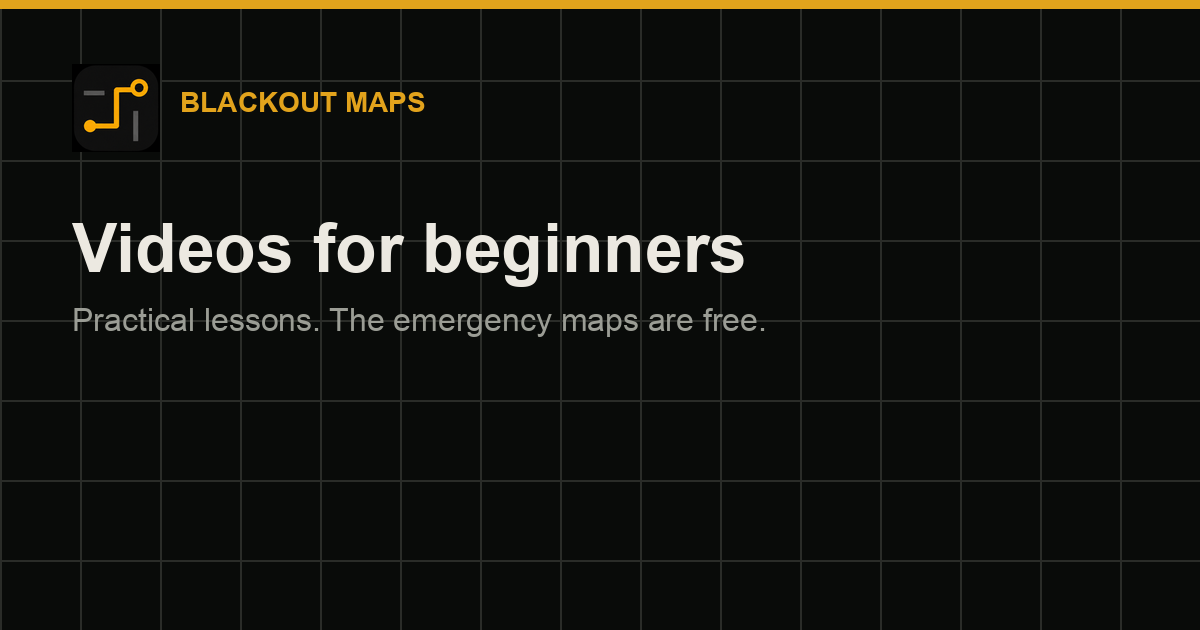 BLACKOUT MAPS
Videos for beginners
Practical lessons. The emergency maps are free.